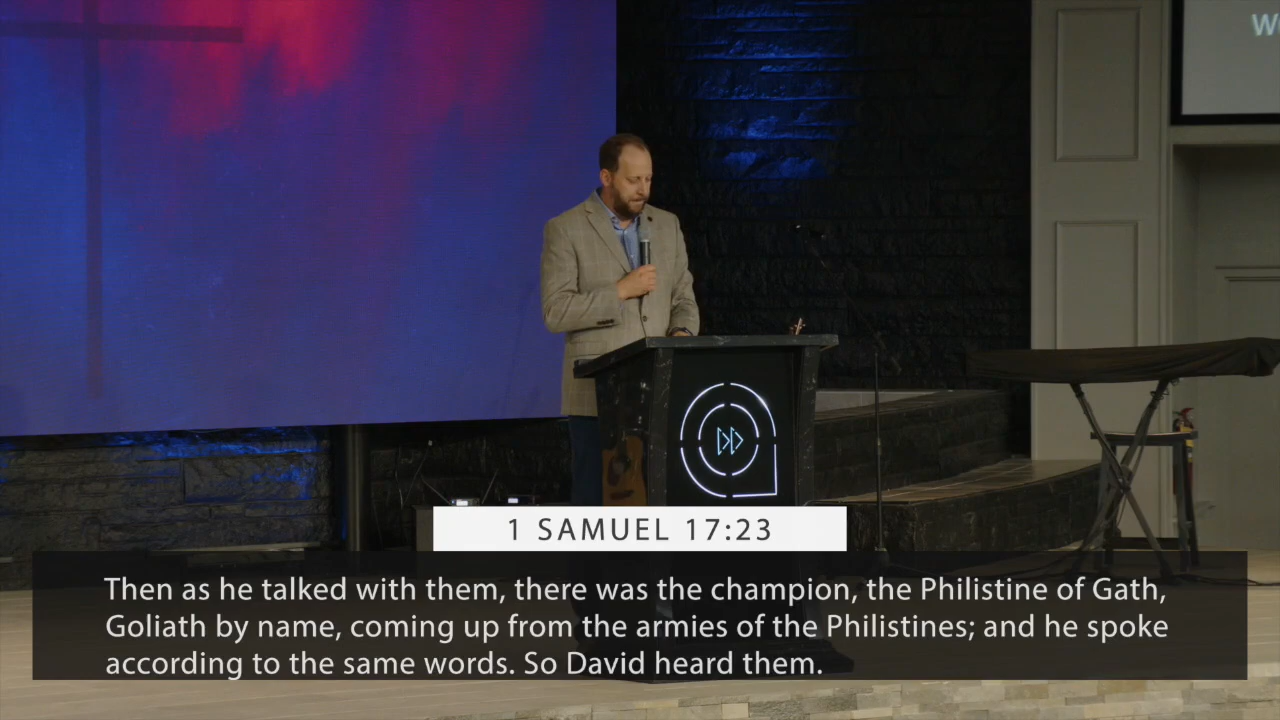 1 SAMUEL 17:23
Then as he talked with them, there was the champion, the Philistine of Gath,
Goliath by name, coming up from the armies of the Philistines; and he spoke
according to the same words. So David heard them.